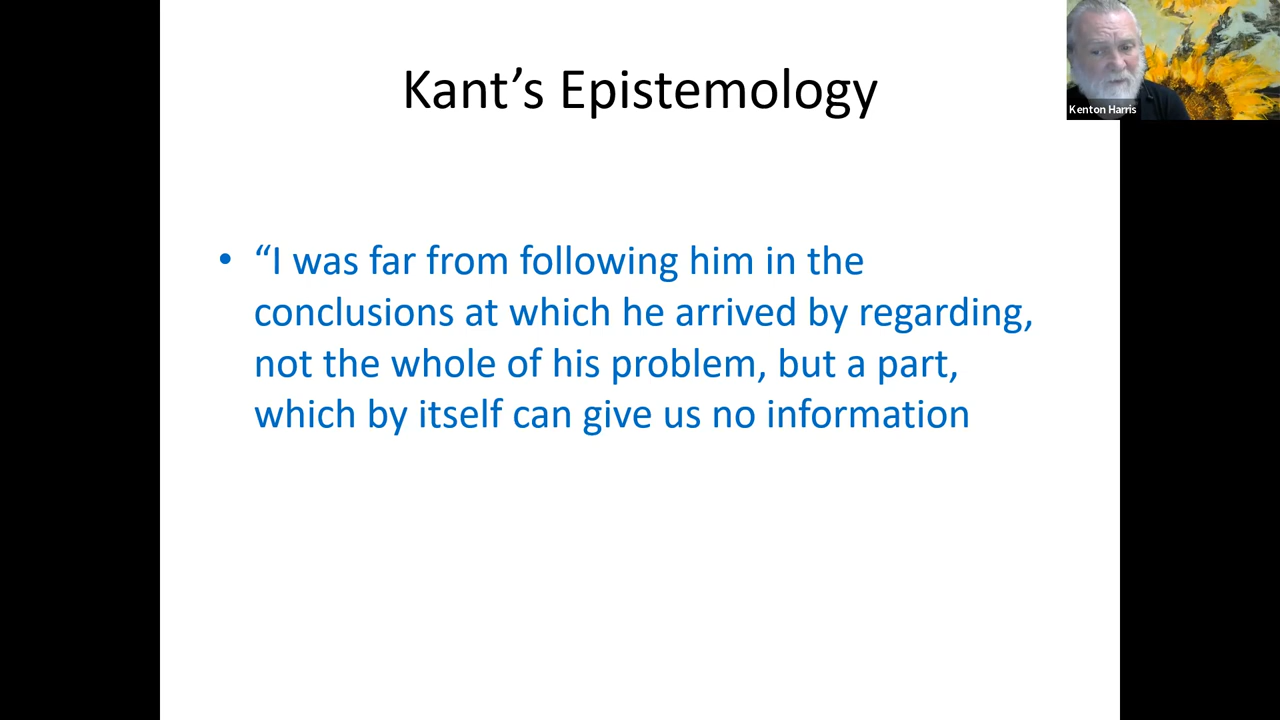 Kant’s Epistemology
Kenton Harris
• “I was far from following him in the
conclusions at which he arrived by regarding,
not the whole of his problem, but a part,
which by itself can give us no information